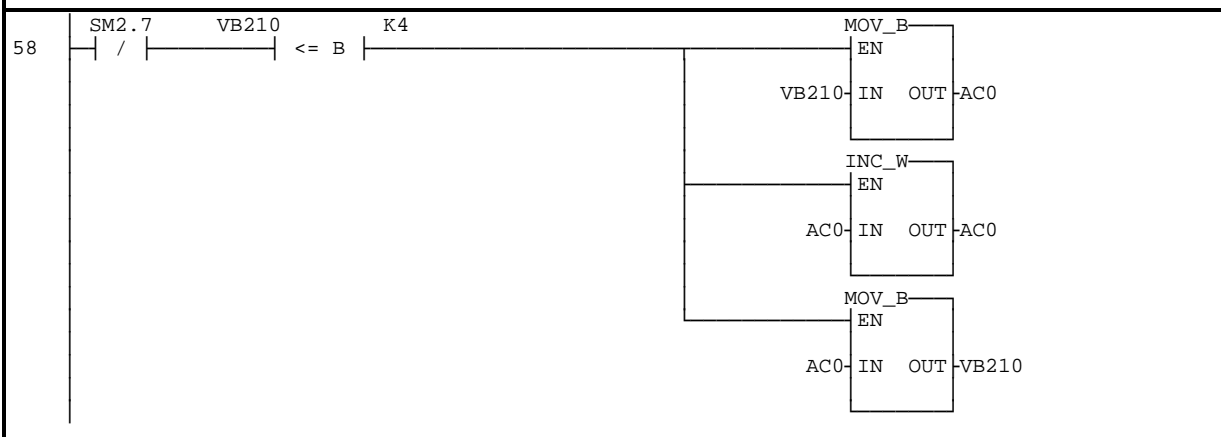 SM2.7 VB210 K4 MOV_B
58 / <= B EN
VB210 IN OUT AC0
INC_W
EN
AC0 IN OUT AC0
MOV_B
EN
AC0 IN OUT VB210